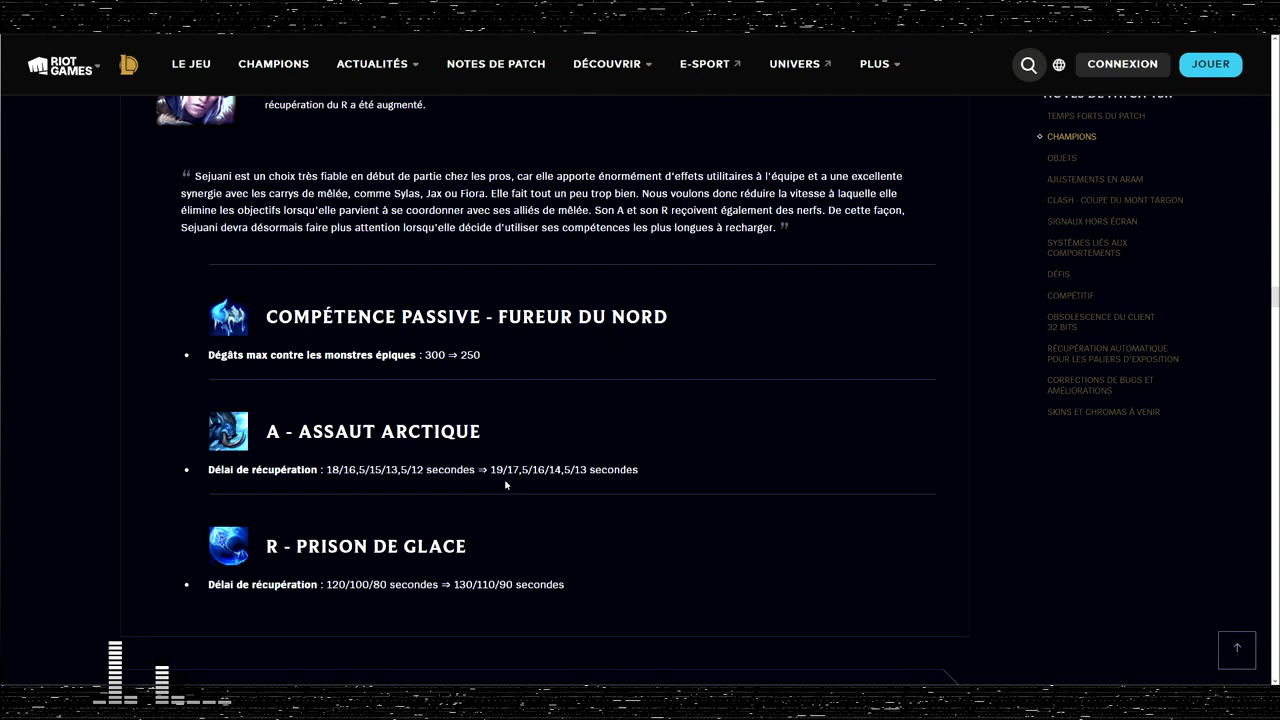 RIOT GAMES
LE JEU
CHAMPIONS
ACTUALITÉS
NOTES DE PATCH
DÉCOUVRIR
E-SPORT
UNIVERS
PLUS
CONNEXION
JOUER
récupération du R a été augmenté.
“ Sejuani est un choix très fiable en début de partie chez les pros, car elle apporte énormément d'effets utilitaires à l'équipe et a une excellente
synergie avec les carrys de mêlée, comme Sylas, Jax ou Fiora. Elle fait tout un peu trop bien. Nous voulons donc réduire la vitesse à laquelle elle
élimine les objectifs lorsqu'elle parvient à se coordonner avec ses alliés de mêlée. Son A et son R reçoivent également des nerfs. De cette façon,
Sejuani devra désormais faire plus attention lorsqu'elle décide d'utiliser ses compétences les plus longues à recharger. ”
COMPÉTENCE PASSIVE - FUREUR DU NORD
• Dégâts max contre les monstres épiques : 300 ⇒ 250
A - ASSAUT ARCTIQUE
• Délai de récupération : 18/16,5/15/13,5/12 secondes ⇒ 19/17,5/16/14,5/13 secondes
R - PRISON DE GLACE
• Délai de récupération : 120/100/80 secondes ⇒ 130/110/90 secondes
NOTES DE PATCH
TEMPS FORTS DU PATCH
CHAMPIONS
OBJETS
AJUSTEMENTS EN ARAM
CLASH - COUPE DU MONT TARGON
SIGNAUX HORS ÉCRAN
SYSTÈMES LIÉS AUX
COMPORTEMENTS
DÉFIS
COMPÉTITIF
OBSOLESCENCE DU CLIENT
32 BITS
RÉCUPÉRATION AUTOMATIQUE
POUR LES PALIERS D'EXPOSITION
CORRECTIONS DE BUGS ET
AMÉLIORATIONS
SKINS ET CHROMAS À VENIR